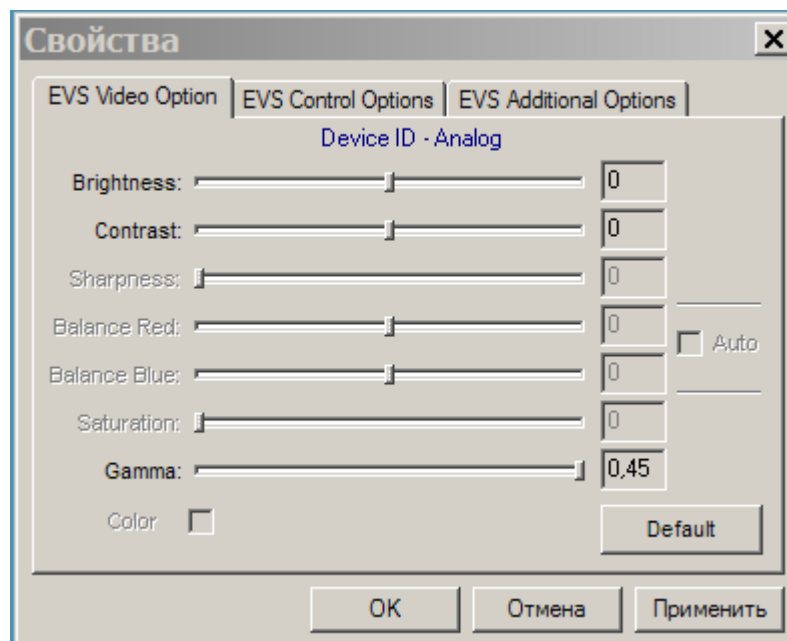 Свойства
EVS Video Option EVS Control Options EVS Additional Options
Device ID - Analog
Brightness: 0
Contrast: 0
Sharpness: 0
Balance Red: 0
Auto
Balance Blue: 0
Saturation: 0
Gamma: 0,45
Color
Default
OK Отмена Применить